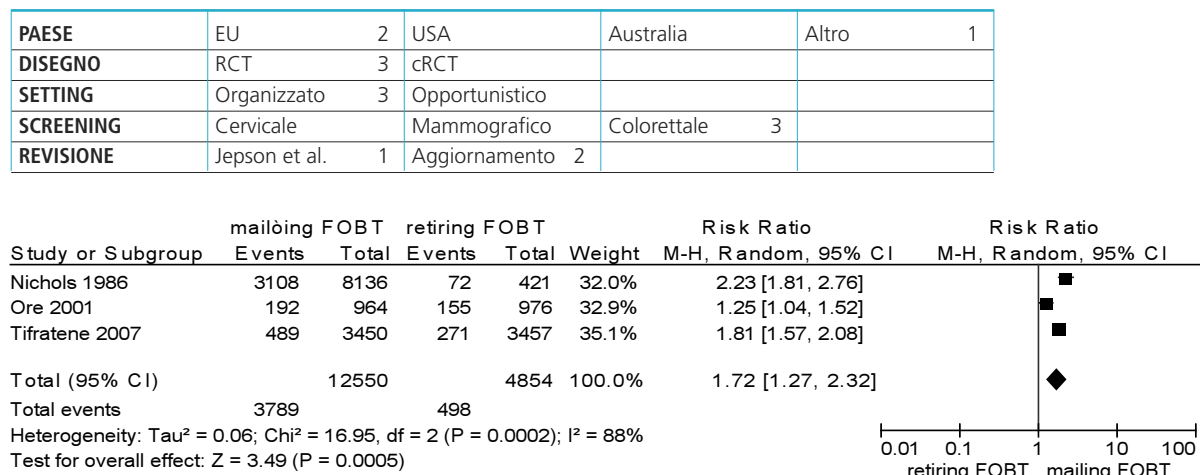 PAESE EU 2 USA Australia Altro 1
DISEGNO RCT 3 cRCT
SETTING Organizzato 3 Opportunistico
SCREENING Cervicale Mammografico Colorettale 3
REVISIONE Jepson et al. 1 Aggiornamento 2
mailòing FOBT retiring FOBT Risk Ratio Risk Ratio
Study or Subgroup Events Total Events Total Weight M-H, Random, 95% CI M-H, Random, 95% CI
Nichols 1986 3108 8136 72 421 32.0% 2.23 [1.81, 2.76]
Ore 2001 192 964 155 976 32.9% 1.25 [1.04, 1.52]
Tifratene 2007 489 3450 271 3457 35.1% 1.81 [1.57, 2.08]
Total (95% CI) 12550 4854 100.0% 1.72 [1.27, 2.32]
Total events 3789 498
Heterogeneity: Tau² = 0.06; Chi² = 16.95, df = 2 (P = 0.0002); I² = 88%
Test for overall effect: Z = 3.49 (P = 0.0005)
0.01 0.1 1 10 100
retiring FOBT mailing FOBT